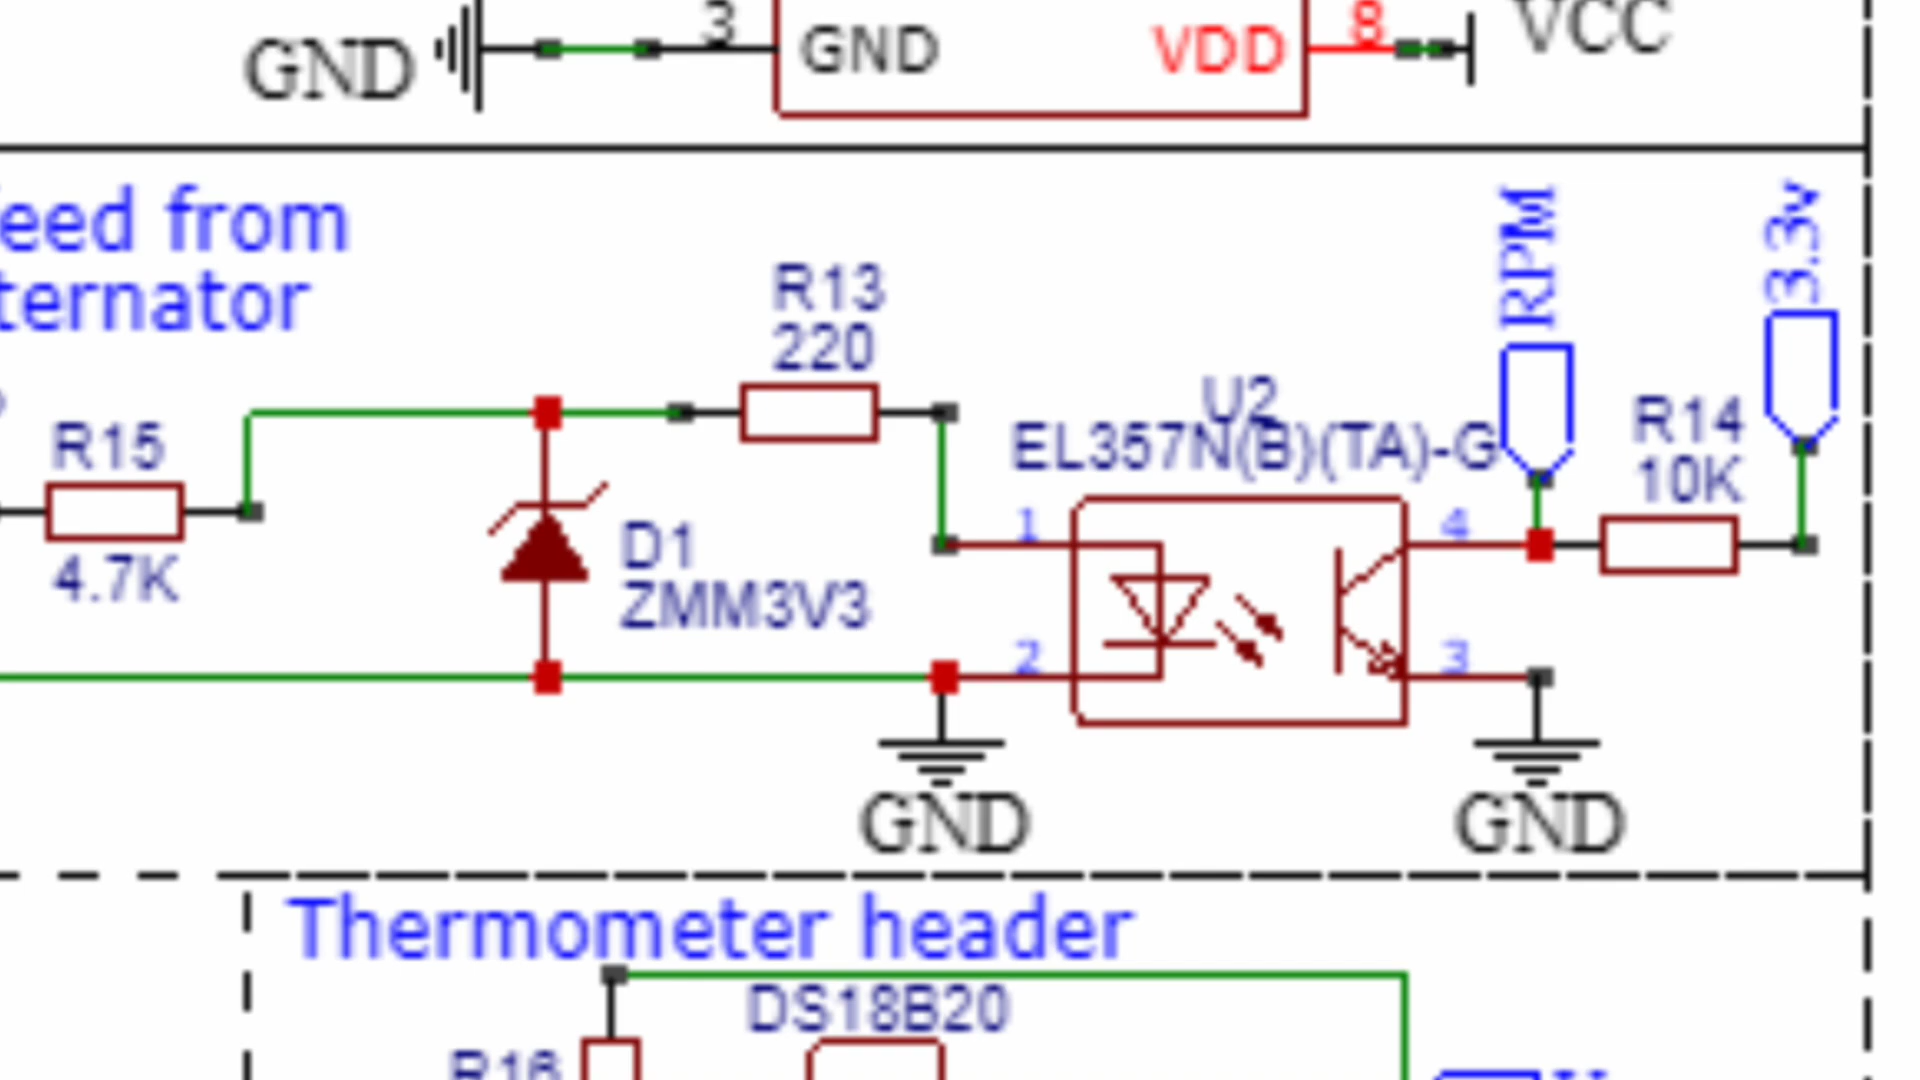 GND
3
GND
VDD
8
VCC
eed from
ternator
RPM
3.3v
R13
220
U2
EL357N(B)(TA)-G
R14
10K
R15
4.7K
1
4
D1
ZMM3V3
2
3
GND
GND
Thermometer header
DS18B20
R16